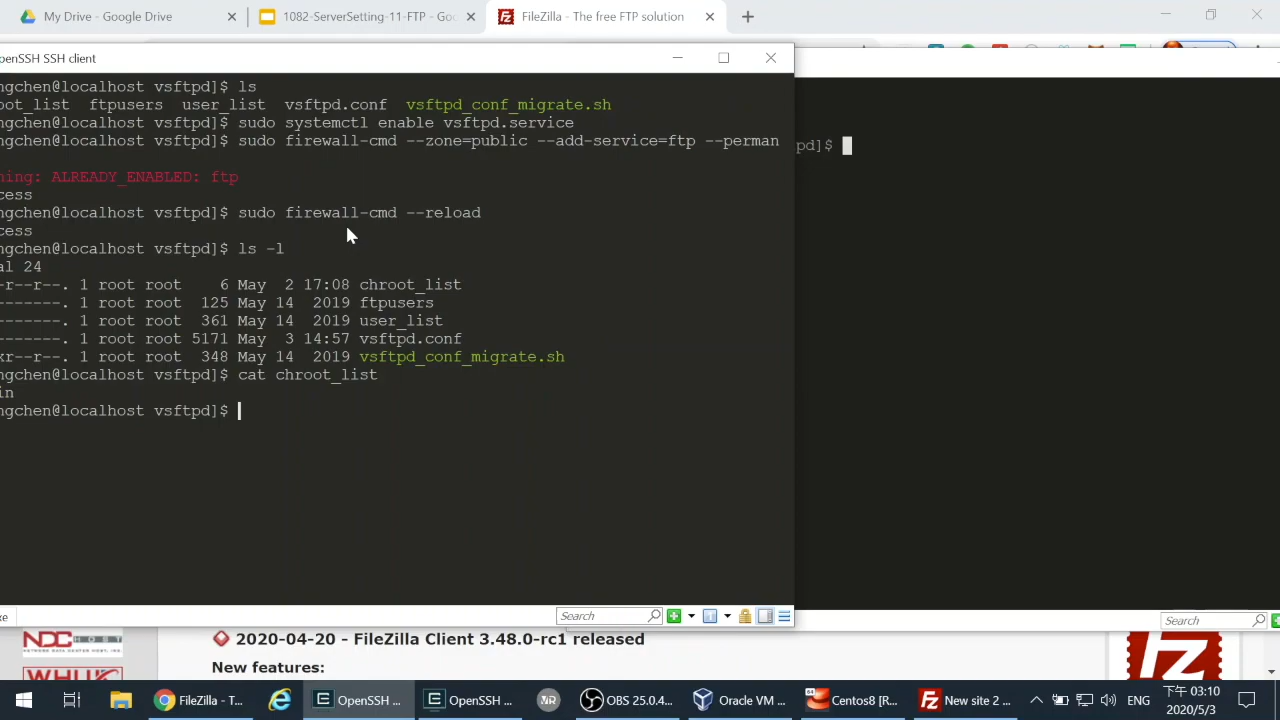 My Drive - Google Drive
1082-ServerSetting-11-FTP - Go:
FileZilla - The free FTP solution
OpenSSH SSH client
ngchen@localhost vsftpd]$ ls
oot_list ftpusers user_list vsftpd.conf vsftpd_conf_migrate.sh
ngchen@localhost vsftpd]$ sudo systemctl enable vsftpd.service
ngchen@localhost vsftpd]$ sudo firewall-cmd --zone=public --add-service=ftp --perman
ning: ALREADY_ENABLED: ftp
cess
ngchen@localhost vsftpd]$ sudo firewall-cmd --reload
cess
ngchen@localhost vsftpd]$ ls -l
al 24
-r--r--. 1 root root 6 May 2 17:08 chroot_list
-------. 1 root root 125 May 14 2019 ftpusers
-------. 1 root root 361 May 14 2019 user_list
-------. 1 root root 5171 May 3 14:57 vsftpd.conf
xr--r--. 1 root root 348 May 14 2019 vsftpd_conf_migrate.sh
ngchen@localhost vsftpd]$ cat chroot_list
in
ngchen@localhost vsftpd]$
pd]$
Search
Search
NDCHOST
2020-04-20 - FileZilla Client 3.48.0-rc1 released
New features:
WHUK
FileZilla - T...
OpenSSH ...
OpenSSH ...
OBS 25.0.4...
Oracle VM ...
Centos8 [R...
New site 2 ...
ENG
下午 03:10
2020/5/3